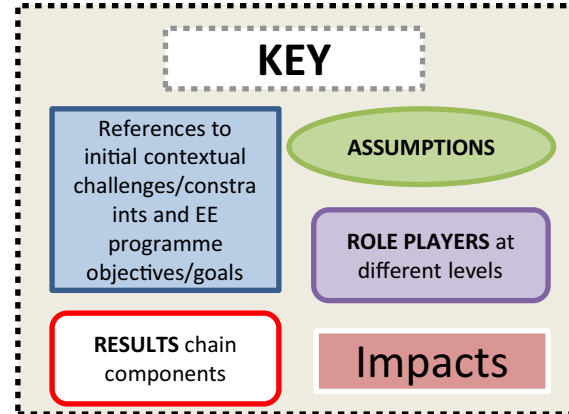 KEY
References to
initial contextual
challenges/constra
ints and EE
programme
objectives/goals
ASSUMPTIONS
ROLE PLAYERS at
different levels
RESULTS chain
components
Impacts